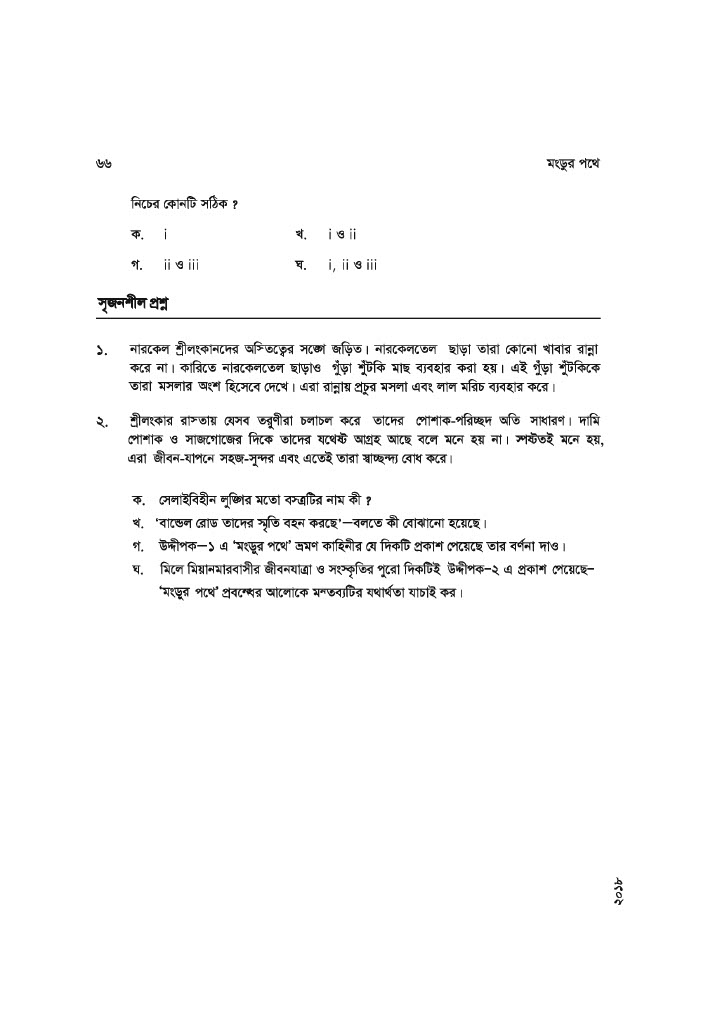 ৬৬ মংডুর পথে
নিচের কোনটি সঠিক ?
ক. i খ. i ও ii
গ. ii ও iii ঘ. i, ii ও iii
সৃজনশীল প্রশ্ন
১. নারকেল শ্রীলংকানদের অস্তিত্বের সঙ্গে জড়িত। নারকেলতেল ছাড়া তারা কোনো খাবার রান্না
করে না। কারিতে নারকেলতেল ছাড়াও গুঁড়া শুঁটকি মাছ ব্যবহার করা হয়। এই গুঁড়া শুঁটকিকে
তারা মসলার অংশ হিসেবে দেখে। এরা রান্নায় প্রচুর মসলা এবং লাল মরিচ ব্যবহার করে।
২. শ্রীলংকার রাস্তায় যেসব তরুণীরা চলাচল করে তাদের পোশাক-পরিচ্ছদ অতি সাধারণ। দামি
পোশাক ও সাজগোজের দিকে তাদের যথেষ্ট আগ্রহ আছে বলে মনে হয় না। স্পষ্টতই মনে হয়,
এরা জীবন-যাপনে সহজ-সুন্দর এবং এতেই তারা স্বাচ্ছন্দ্য বোধ করে।
ক. সেলাইবিহীন লুঙ্গির মতো বস্ত্রটির নাম কী ?
খ. ‘বান্ডেল রোড তাদের স্মৃতি বহন করছে’—বলতে কী বোঝানো হয়েছে।
গ. উদ্দীপক—১ এ ‘মংডুর পথে’ ভ্রমণ কাহিনীর যে দিকটি প্রকাশ পেয়েছে তার বর্ণনা দাও।
ঘ. মিলে মিয়ানমারবাসীর জীবনযাত্রা ও সংস্কৃতির পুরো দিকটিই উদ্দীপক–২ এ প্রকাশ পেয়েছে–
‘মংডুর পথে’ প্রবন্ধের আলোকে মন্তব্যটির যথার্থতা যাচাই কর।
২০১৮